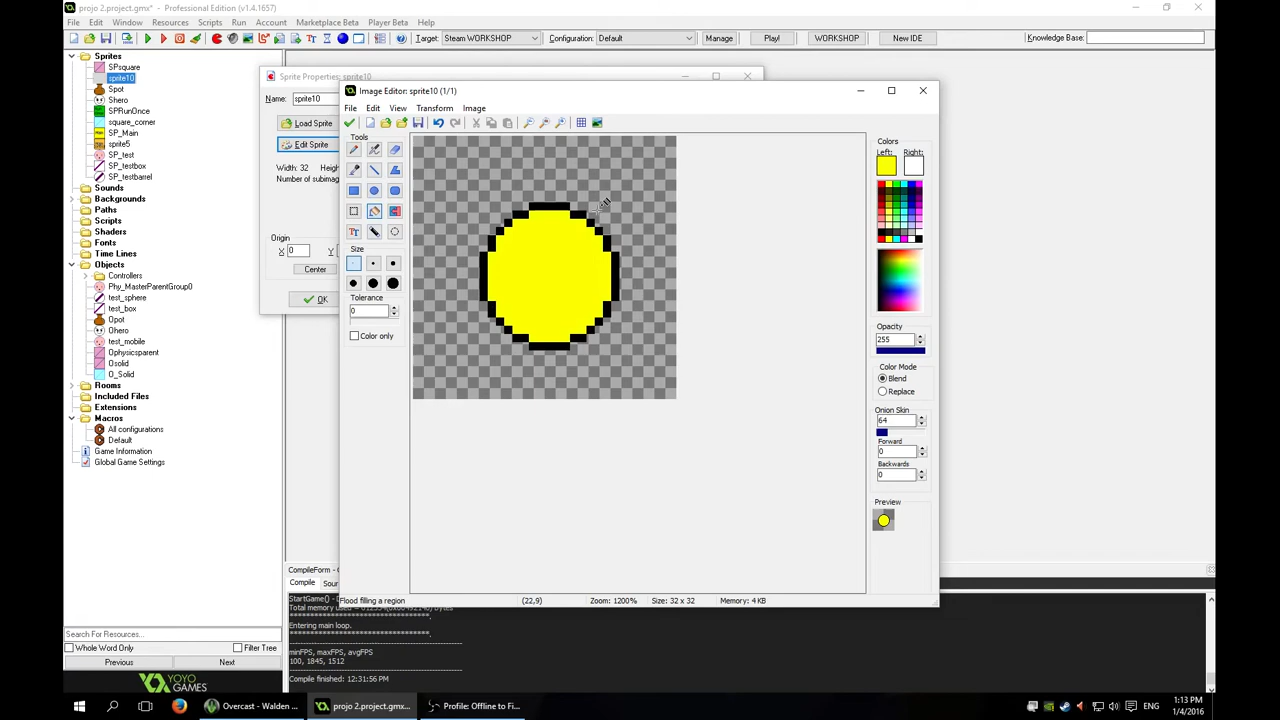 projo 2.project.gmx* - Professional Edition (v1.4.1657)
File Edit Window Resources Scripts Run Account Marketplace Beta Player Beta Help
Target: Steam WORKSHOP Configuration: Default Manage Play! WORKSHOP New IDE Knowledge Base:
Sprites
SPsquare
sprite10
Spot
Shero
SPRunOnce
square_corner
SP_Main
sprite5
SP_test
SP_testbox
SP_testbarrel
Sounds
Backgrounds
Paths
Scripts
Shaders
Fonts
Time Lines
Objects
Controllers
Phy_MasterParentGroup0
test_sphere
test_box
Opot
Ohero
test_mobile
Ophysicsparent
Osolid
O_Solid
Rooms
Included Files
Extensions
Macros
All configurations
Default
Game Information
Global Game Settings
Search For Resources...
Whole Word Only Filter Tree
Previous Next
YOYO
GAMES
Sprite Properties: sprite10
Name: sprite10
Load Sprite
Edit Sprite
Width: 32
Number of subimag
Origin
X 0 Y
Center
OK
Image Editor: sprite10 (1/1)
File Edit View Transform Image
Tools
Size
Tolerance
0
Color only
Colors
Left: Right:
Opacity
255
Color Mode
Blend
Replace
Onion Skin
64
Forward
0
Backwards
0
Preview
Flood filling a region (22,9) Zoom: 1200% Size: 32 x 32 Memory: 4 KB
Compile
Entering main loop.
minFPS, maxFPS, avgFPS
100, 1845, 1512
Compile finished: 12:31:56 PM
Overcast - Walden ...
projo 2.project.gmx...
Profile: Offline to Fi...
ENG
1:13 PM
1/4/2016